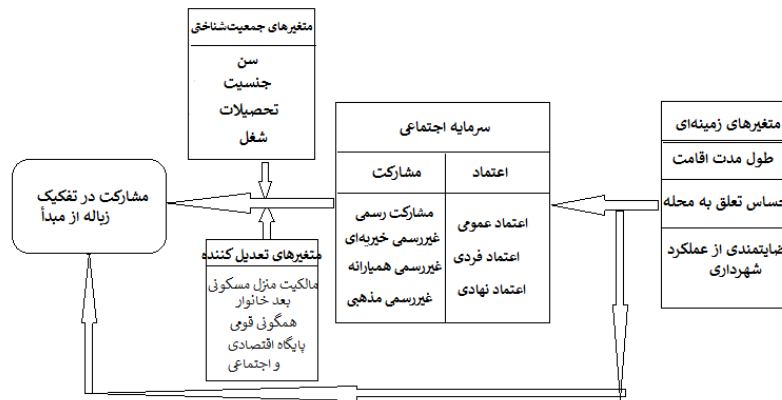 متغیرهای زمینه‌ای
طول مدت اقامت
حساس تعلق به محله
ضایتمندی از عملکرد
شهرداری
سرمایه اجتماعی
اعتماد
مشارکت
اعتماد عمومی
اعتماد فردی
اعتماد نهادی
مشارکت رسمی
غیررسمی خیریه‌ای
غیررسمی همیارانه
غیررسمی مذهبی
متغیرهای جمعیت‌شناختی
سن
جنسیت
تحصیلات
شغل
متغیرهای تعدیل کننده
مالکیت منزل مسکونی
بعد خانوار
همگونی قومی
پایگاه اقتصادی
و اجتماعی
مشارکت در تفکیک
زباله از مبدأ